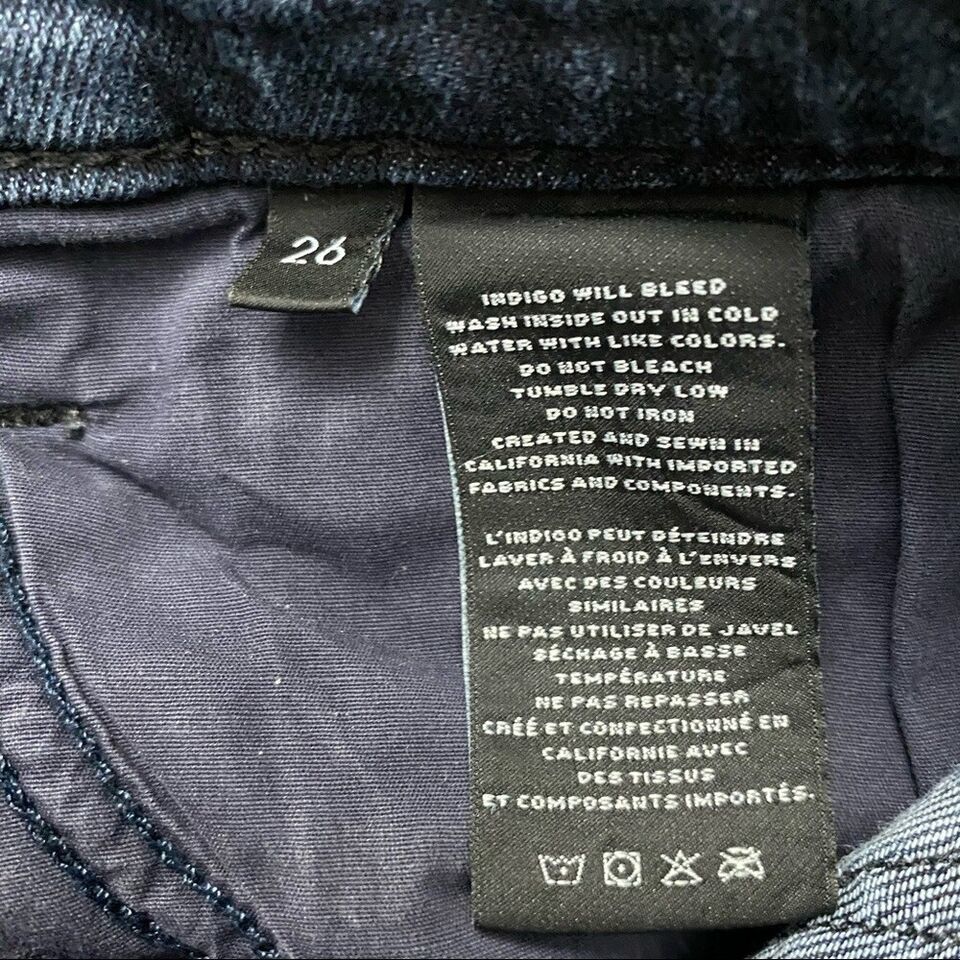 26
INDIGO WILL BLEED
WASH INSIDE OUT IN COLD
WATER WITH LIKE COLORS.
DO NOT BLEACH
TUMBLE DRY LOW
DO NOT IRON
CREATED AND SEWN IN
CALIFORNIA WITH IMPORTED
FABRICS AND COMPONENTS.
L'INDIGO PEUT DÉTEINDRE
LAVER À FROID À L'ENVERS
AVEC DES COULEURS
SIMILAIRES
NE PAS UTILISER DE JAVEL
SÉCHAGE À BASSE
TEMPÉRATURE
NE PAS REPASSER
CRÉÉ ET CONFECTIONNÉ EN
CALIFORNIE AVEC
DES TISSUS
ET COMPOSANTS IMPORTÉS.